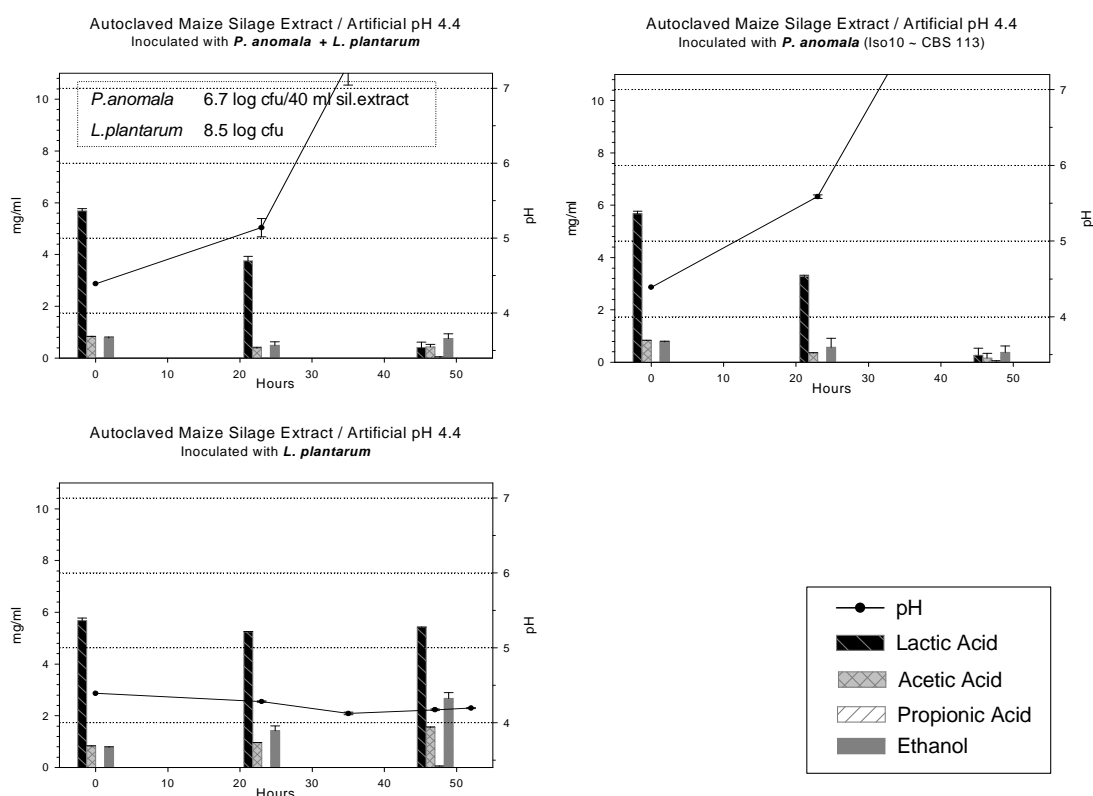 Autoclaved Maize Silage Extract / Artificial pH 4.4
Inoculated with P. anomala + L. plantarum
P.anomala 6.7 log cfu/40 ml sil.extract
L.plantarum 8.5 log cfu
mg/ml
10
8
6
4
2
0
7
6
5
4
pH
0 10 20 30 40 50
Hours
Autoclaved Maize Silage Extract / Artificial pH 4.4
Inoculated with P. anomala (Iso10 ~ CBS 113)
mg/ml
10
8
6
4
2
0
7
6
5
4
pH
0 10 20 30 40 50
Hours
Autoclaved Maize Silage Extract / Artificial pH 4.4
Inoculated with L. plantarum
mg/ml
10
8
6
4
2
0
7
6
5
4
pH
0 10 20 30 40 50
Hours
pH
Lactic Acid
Acetic Acid
Propionic Acid
Ethanol